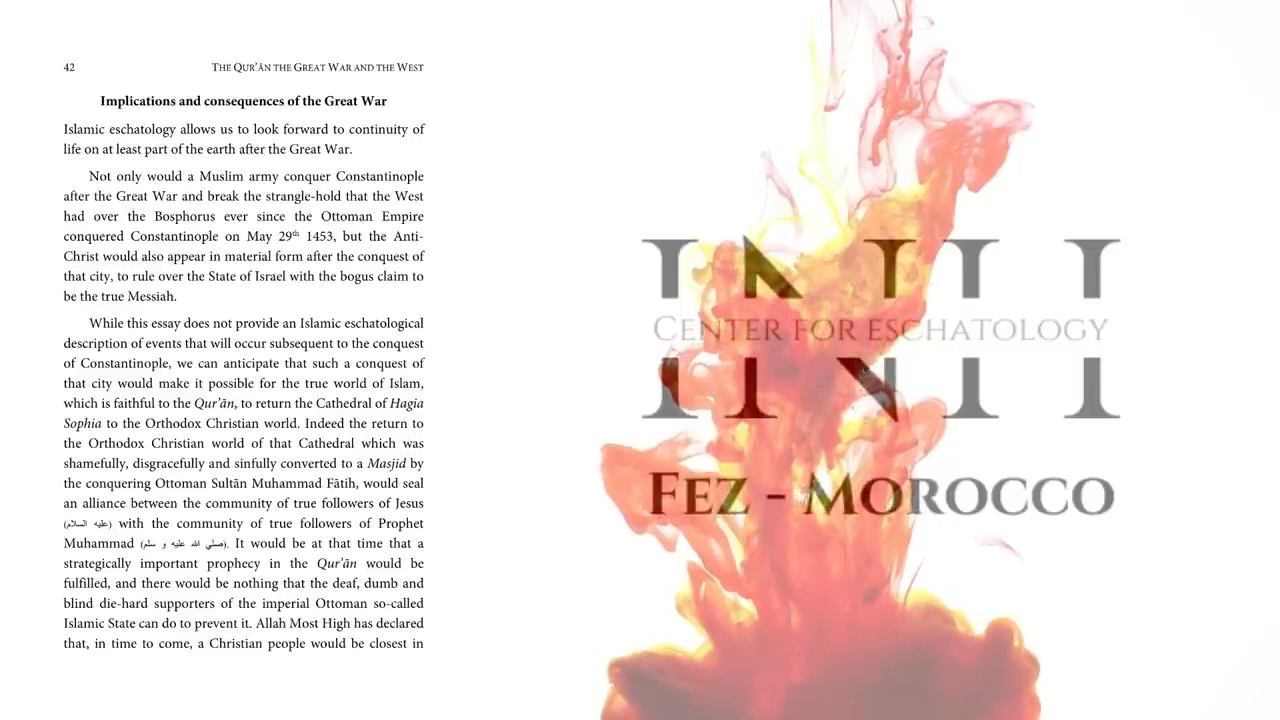 42 THE QUR'ĀN THE GREAT WAR AND THE WEST
Implications and consequences of the Great War
Islamic eschatology allows us to look forward to continuity of
life on at least part of the earth after the Great War.
Not only would a Muslim army conquer Constantinople
after the Great War and break the strangle-hold that the West
had over the Bosphorus ever since the Ottoman Empire
conquered Constantinople on May 29th 1453, but the Anti-
Christ would also appear in material form after the conquest of
that city, to rule over the State of Israel with the bogus claim to
be the true Messiah.
While this essay does not provide an Islamic eschatological
description of events that will occur subsequent to the conquest
of Constantinople, we can anticipate that such a conquest of
that city would make it possible for the true world of Islam,
which is faithful to the Qur'ān, to return the Cathedral of Hagia
Sophia to the Orthodox Christian world. Indeed the return to
the Orthodox Christian world of that Cathedral which was
shamefully, disgracefully and sinfully converted to a Masjid by
the conquering Ottoman Sultān Muhammad Fātih, would seal
an alliance between the community of true followers of Jesus
(عليه السلام) with the community of true followers of Prophet
Muhammad (صلي الله عليه و سلم). It would be at that time that a
strategically important prophecy in the Qur'ān would be
fulfilled, and there would be nothing that the deaf, dumb and
blind die-hard supporters of the imperial Ottoman so-called
Islamic State can do to prevent it. Allah Most High has declared
that, in time to come, a Christian people would be closest in
INH
CENTER FOR ESCHATOLOGY
FEZ - MOROCCO